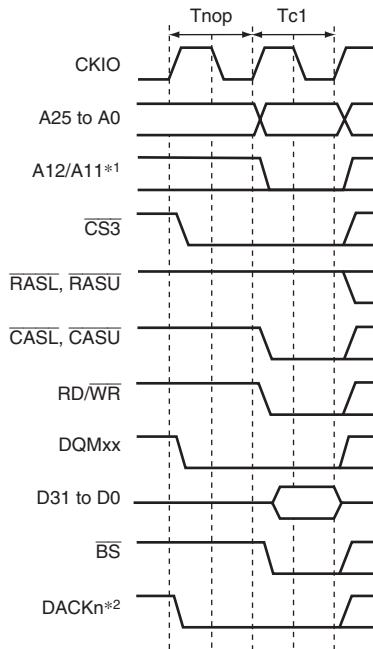 Tnop Tc1
CKIO
A25 to A0
A12/A11*1
CS3
RASL, RASU
CASL, CASU
RD/WR
DQMxx
D31 to D0
BS
DACKn*2